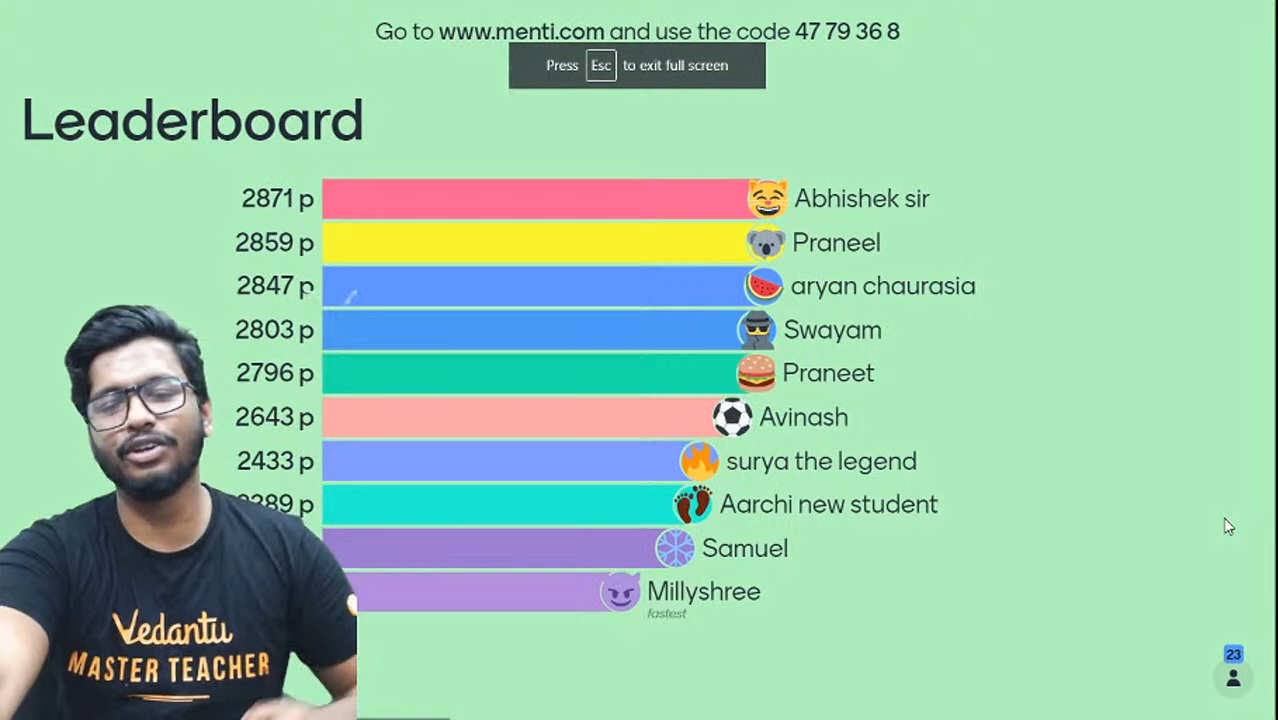 Go to www.menti.com and use the code 47 79 36 8
Press Esc to exit full screen
Leaderboard
2871 p Abhishek sir
2859 p Praneel
2847 p aryan chaurasia
2803 p Swayam
2796 p Praneet
2643 p Avinash
2433 p surya the legend
389 p Aarchi new student
Samuel
Millyshree
fastest
Vedantu
MASTER TEACHER
23